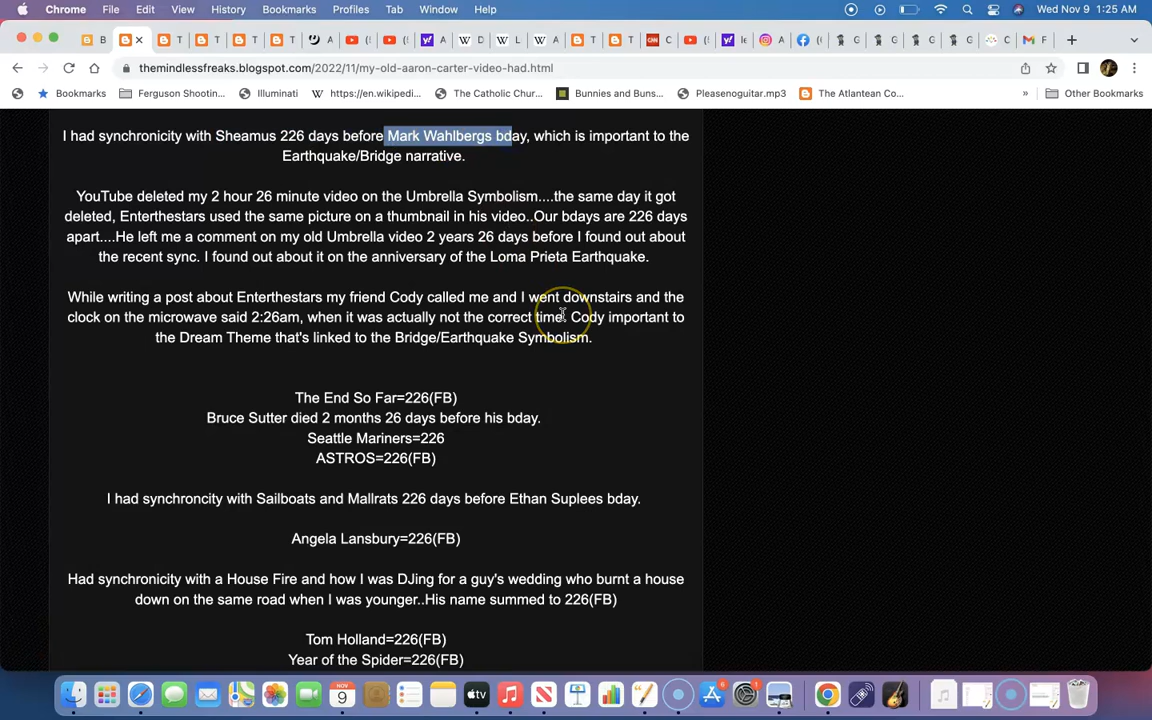 Chrome File Edit View History Bookmarks Profiles Tab Window Help Wed Nov 9 1:25 AM
themindlessfreaks.blogspot.com/2022/11/my-old-aaron-carter-video-had.html
Bookmarks Ferguson Shootin... Illuminati https://en.wikipedi... The Catholic Churc... Bunnies and Buns... Pleasenoguitar.mp3 The Atlantean Co... » Other Bookmarks
I had synchronicity with Sheamus 226 days before Mark Wahlbergs bday, which is important to the
Earthquake/Bridge narrative.
YouTube deleted my 2 hour 26 minute video on the Umbrella Symbolism....the same day it got
deleted, Enterthestars used the same picture on a thumbnail in his video..Our bdays are 226 days
apart....He left me a comment on my old Umbrella video 2 years 26 days before I found out about
the recent sync. I found out about it on the anniversary of the Loma Prieta Earthquake.
While writing a post about Enterthestars my friend Cody called me and I went downstairs and the
clock on the microwave said 2:26am, when it was actually not the correct time. Cody important to
the Dream Theme that's linked to the Bridge/Earthquake Symbolism.
The End So Far=226(FB)
Bruce Sutter died 2 months 26 days before his bday.
Seattle Mariners=226
ASTROS=226(FB)
I had synchroncity with Sailboats and Mallrats 226 days before Ethan Suplees bday.
Angela Lansbury=226(FB)
Had synchronicity with a House Fire and how I was DJing for a guy's wedding who burnt a house
down on the same road when I was younger..His name summed to 226(FB)
Tom Holland=226(FB)
Year of the Spider=226(FB)